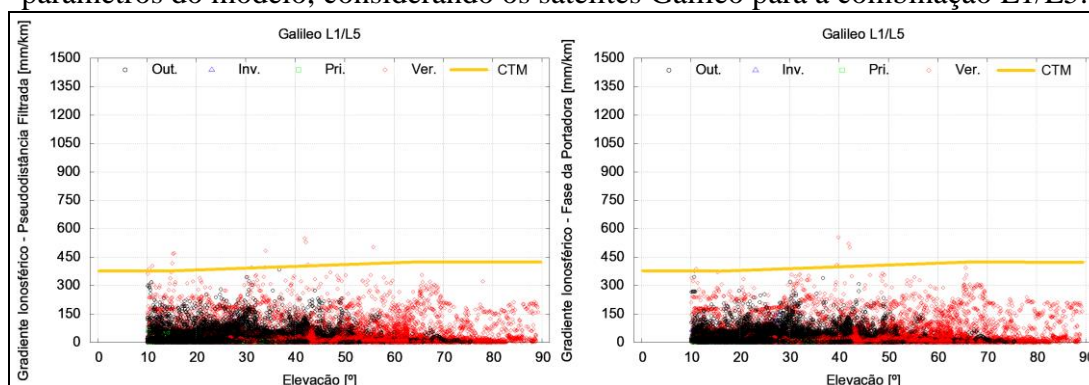 parâmetros do modelo, considerando os satélites Galileo para a combinação L1/L5.
Galileo L1/L5
Out. Inv. Pri. Ver. CTM
Gradiente Ionosférico - Pseudodistância Filtrada [mm/km]
1500
1350
1200
1050
900
750
600
450
300
150
0
0 10 20 30 40 50 60 70 80 90
Elevação [º]
Galileo L1/L5
Out. Inv. Pri. Ver. CTM
Gradiente Ionosférico - Fase da Portadora [mm/km]
1500
1350
1200
1050
900
750
600
450
300
150
0
0 10 20 30 40 50 60 70 80 90
Elevação [º]